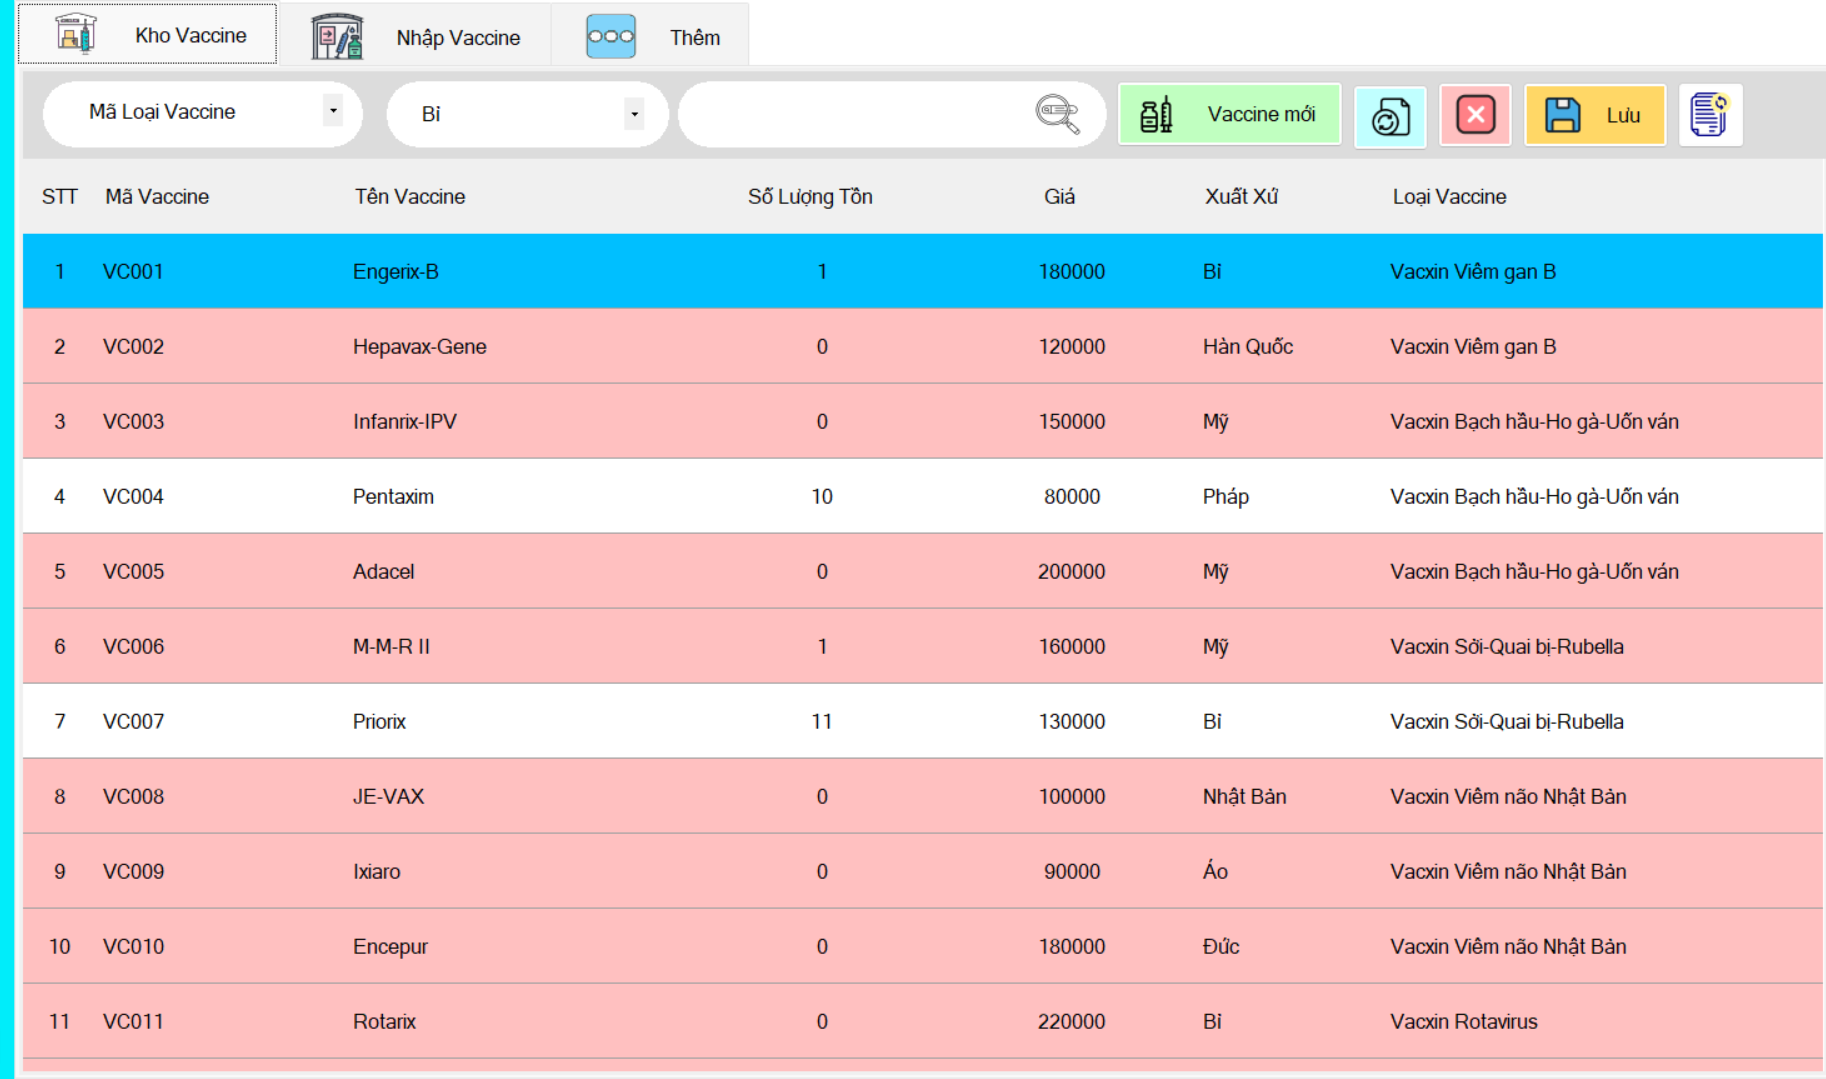 Kho Vaccine Nhập Vaccine Thêm
Mã Loại Vaccine Bỉ Vaccine mới Lưu
STT Mã Vaccine Tên Vaccine Số Lượng Tồn Giá Xuất Xứ Loại Vaccine
1 VC001 Engerix-B 1 180000 Bỉ Vacxin Viêm gan B
2 VC002 Hepavax-Gene 0 120000 Hàn Quốc Vacxin Viêm gan B
3 VC003 Infanrix-IPV 0 150000 Mỹ Vacxin Bạch hầu-Ho gà-Uốn ván
4 VC004 Pentaxim 10 80000 Pháp Vacxin Bạch hầu-Ho gà-Uốn ván
5 VC005 Adacel 0 200000 Mỹ Vacxin Bạch hầu-Ho gà-Uốn ván
6 VC006 M-M-R II 1 160000 Mỹ Vacxin Sởi-Quai bị-Rubella
7 VC007 Priorix 11 130000 Bỉ Vacxin Sởi-Quai bị-Rubella
8 VC008 JE-VAX 0 100000 Nhật Bản Vacxin Viêm não Nhật Bản
9 VC009 Ixiaro 0 90000 Áo Vacxin Viêm não Nhật Bản
10 VC010 Encepur 0 180000 Đức Vacxin Viêm não Nhật Bản
11 VC011 Rotarix 0 220000 Bỉ Vacxin Rotavirus